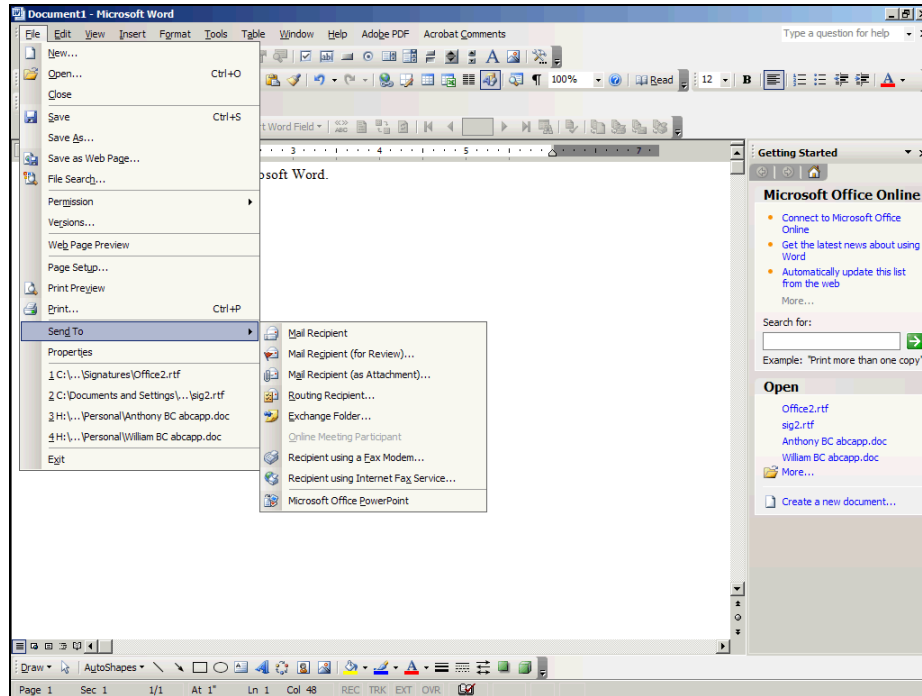 Document1 - Microsoft Word
File Edit View Insert Format Tools Table Window Help Adobe PDF Acrobat Comments Type a question for help
New...
Open... Ctrl+O
Close
Save Ctrl+S
Save As...
Save as Web Page...
File Search...
Permission
Versions...
Web Page Preview
Page Setup...
Print Preview
Print... Ctrl+P
Send To
Properties
1 C:\...\Signatures\Office2.rtf
2 C:\Documents and Settings\...\sig2.rtf
3 H:\...\Personal\Anthony BC abcapp.doc
4 H:\...\Personal\William BC abcapp.doc
Exit
Mail Recipient
Mail Recipient (for Review)...
Mail Recipient (as Attachment)...
Routing Recipient...
Exchange Folder...
Online Meeting Participant
Recipient using a Fax Modem...
Recipient using Internet Fax Service...
Microsoft Office PowerPoint
100% Read 12 B A
Word Field
3 4 5 7
osoft Word.
Getting Started
Microsoft Office Online
Connect to Microsoft Office
Online
Get the latest news about using
Word
Automatically update this list
from the web
More...
Search for:
Example: "Print more than one copy"
Open
Office2.rtf
sig2.rtf
Anthony BC abcapp.doc
William BC abcapp.doc
More...
Create a new document...
Draw AutoShapes
Page 1 Sec 1 1/1 At 1" Ln 1 Col 48 REC TRK EXT OVR